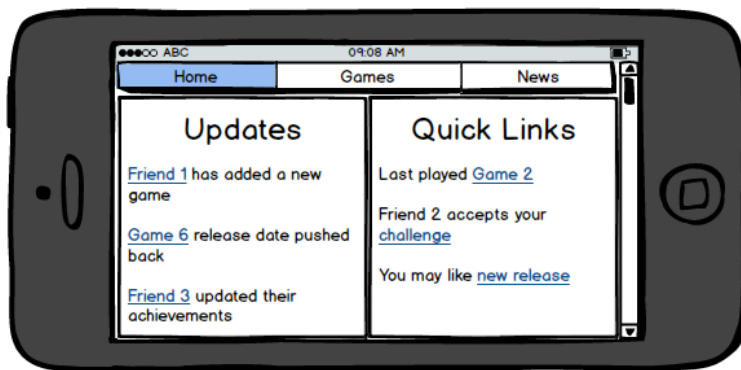 ABC 09:08 AM
Home Games News
Updates
Friend 1 has added a new
game
Game 6 release date pushed
back
Friend 3 updated their
achievements
Quick Links
Last played Game 2
Friend 2 accepts your
challenge
You may like new release